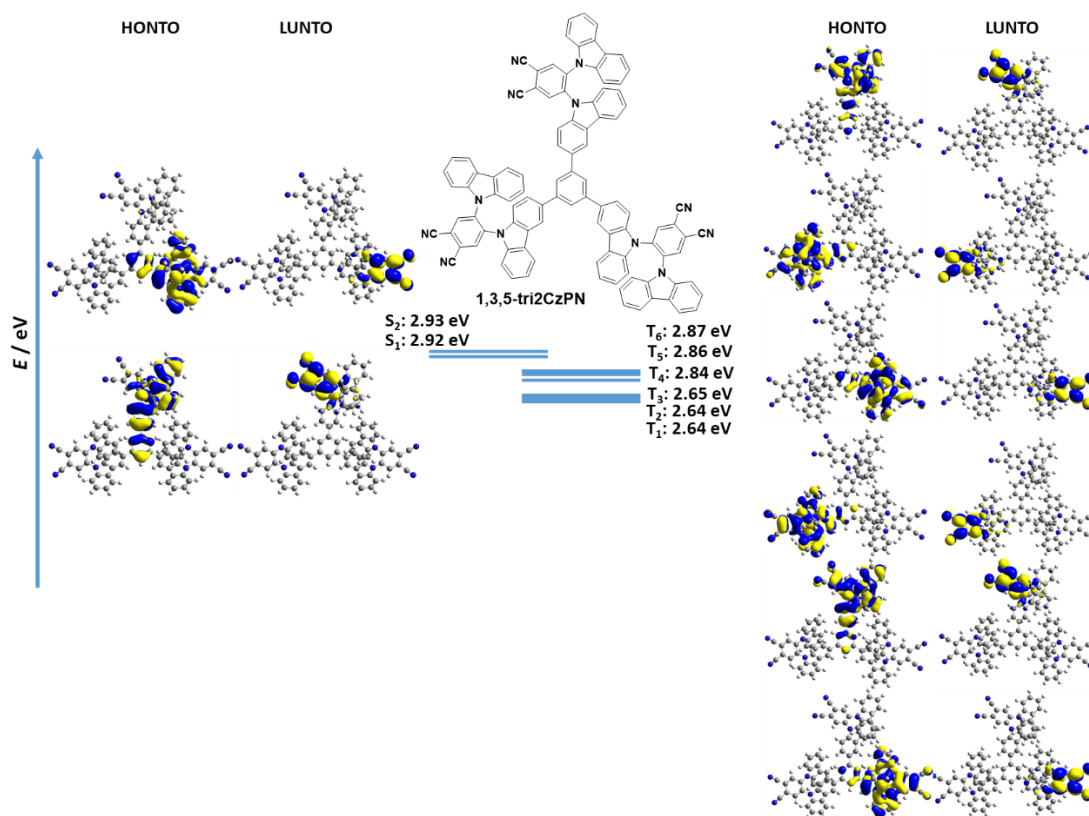 HONTO
LUNTO
HONTO
LUNTO
E / eV
NC
NC
N
N
N
N
NC
NC
N
N
CN
CN
1,3,5-tri2CzPN
S₂: 2.93 eV
S₁: 2.92 eV
T₆: 2.87 eV
T₅: 2.86 eV
T₄: 2.84 eV
T₃: 2.65 eV
T₂: 2.64 eV
T₁: 2.64 eV